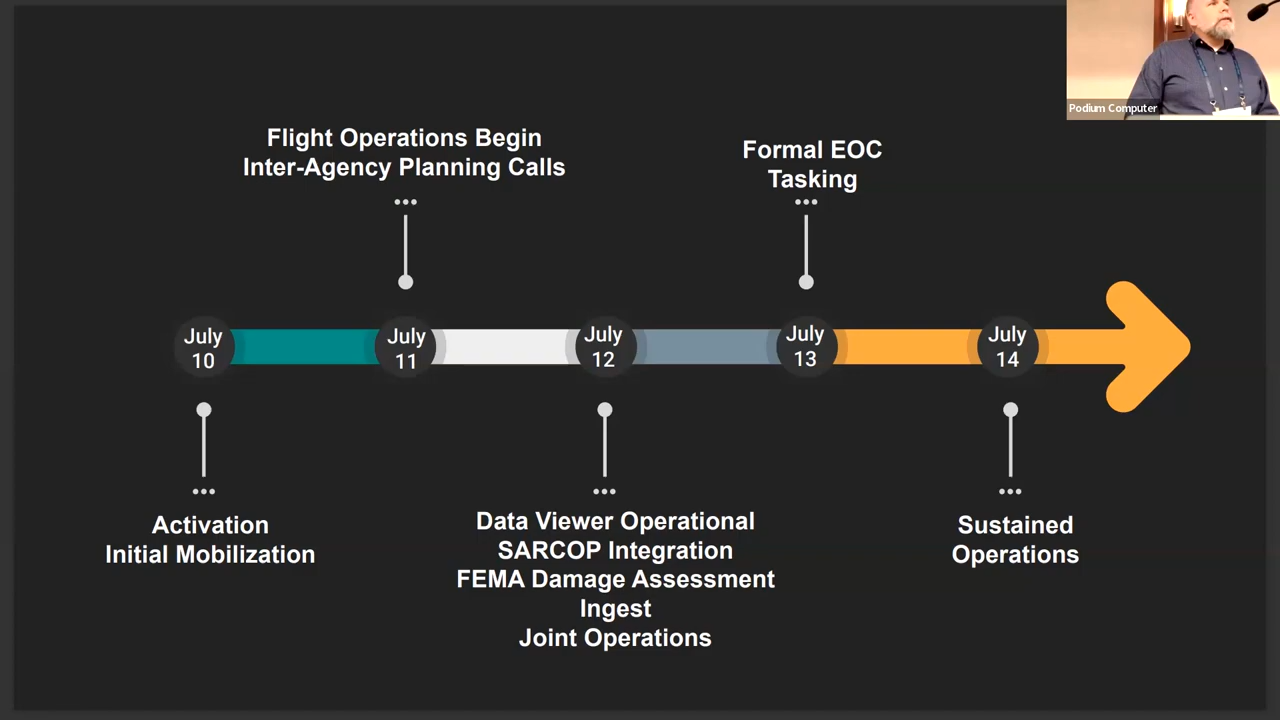 Podium Computer
Flight Operations Begin
Inter-Agency Planning Calls
Formal EOC
Tasking
July
10
July
11
July
12
July
13
July
14
Activation
Initial Mobilization
Data Viewer Operational
SARCOP Integration
FEMA Damage Assessment
Ingest
Joint Operations
Sustained
Operations